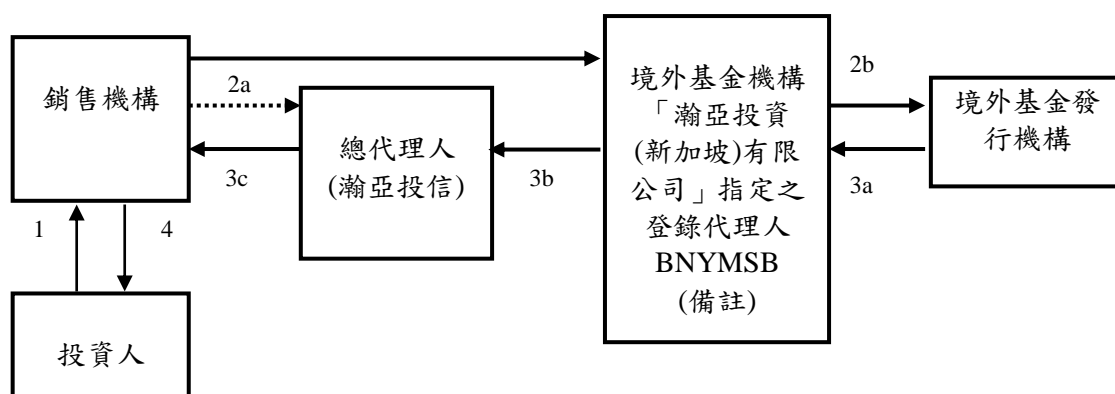 銷售機構
2a
總代理人
(瀚亞投信)
3c
3b
境外基金機構
「瀚亞投資
(新加坡)有限
公司」指定之
登錄代理人
BNYMSB
(備註)
2b
3a
境外基金發
行機構
1
4
投資人